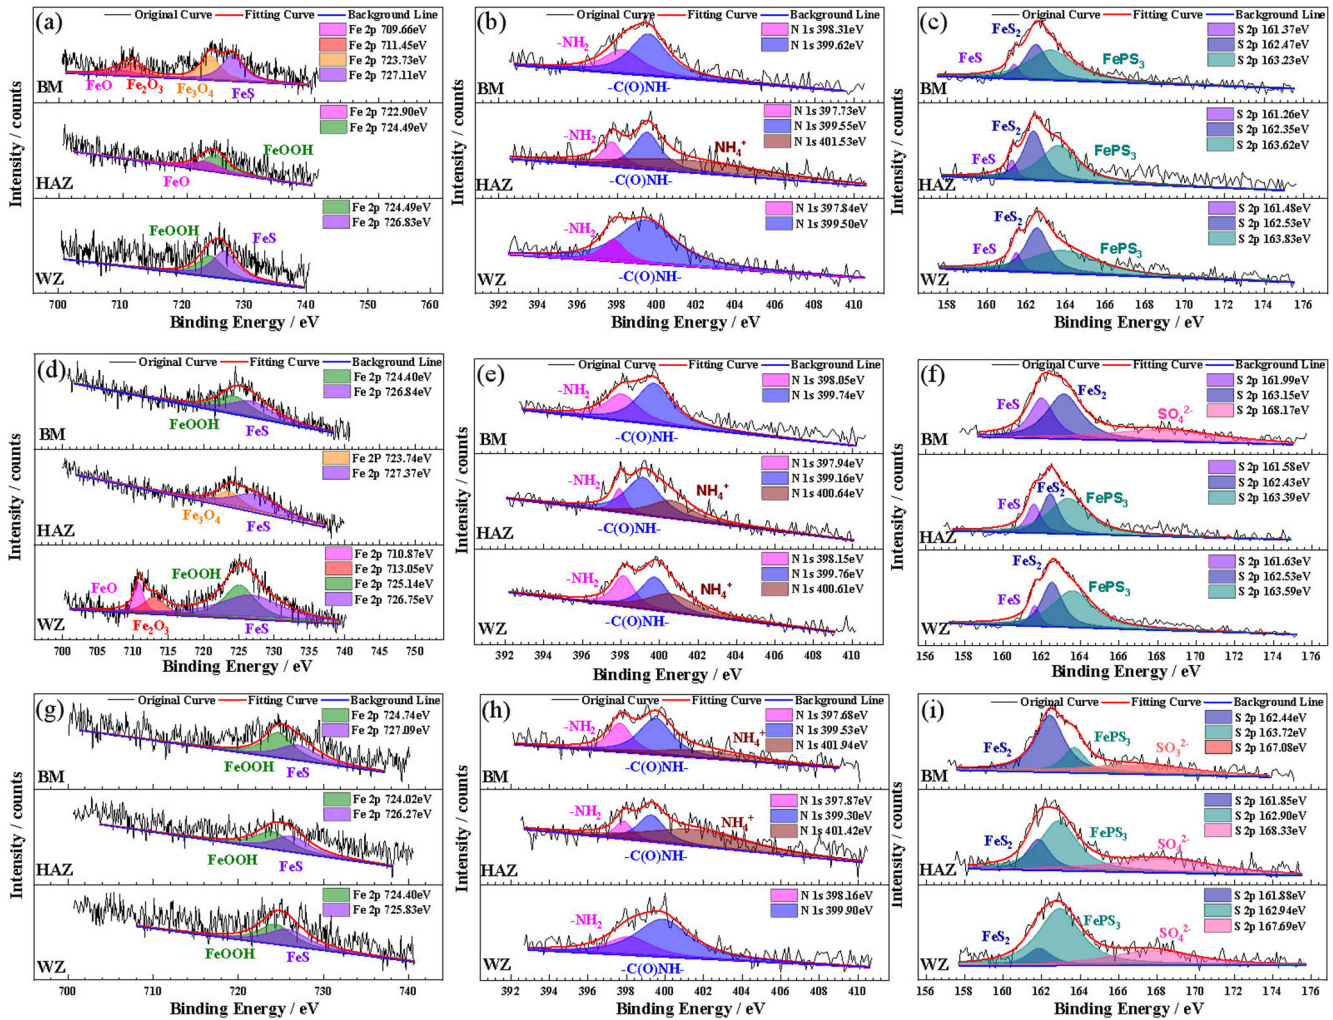 (a)
Original Curve Fitting Curve Background Line
Fe 2p 709.66eV
Fe 2p 711.45eV
Fe 2p 723.73eV
Fe 2p 727.11eV
FeO Fe2O3 Fe3O4 FeS
BM
Fe 2p 722.90eV
Fe 2p 724.49eV
FeOOH
FeO
HAZ
Fe 2p 724.49eV
Fe 2p 726.83eV
FeOOH FeS
WZ
700 710 720 730 740 750 760
Binding Energy / eV
Intensity / counts
(b)
Original Curve Fitting Curve Background Line
N 1s 398.31eV
N 1s 399.62eV
-NH2
-C(O)NH-
BM
N 1s 397.73eV
N 1s 399.55eV
N 1s 401.53eV
-NH2
NH4+
-C(O)NH-
HAZ
N 1s 397.84eV
N 1s 399.50eV
-NH2
-C(O)NH-
WZ
392 394 396 398 400 402 404 406 408 410
Binding Energy / eV
Intensity / counts
(c)
Original Curve Fitting Curve Background Line
S 2p 161.37eV
S 2p 162.47eV
S 2p 163.23eV
FeS2
FeS FePS3
BM
S 2p 161.26eV
S 2p 162.35eV
S 2p 163.62eV
FeS2
FeS FePS3
HAZ
S 2p 161.48eV
S 2p 162.53eV
S 2p 163.83eV
FeS2
FeS FePS3
WZ
158 160 162 164 166 168 170 172 174 176
Binding Energy / eV
Intensity / counts
(d)
Original Curve Fitting Curve Background Line
Fe 2p 724.40eV
Fe 2p 726.84eV
FeOOH FeS
BM
Fe 2P 723.74eV
Fe 2p 727.37eV
Fe3O4 FeS
HAZ
Fe 2p 710.87eV
Fe 2p 713.05eV
Fe 2p 725.14eV
Fe 2p 726.75eV
FeO FeOOH
Fe2O3 FeS
WZ
700 705 710 715 720 725 730 735 740 745 750
Binding Energy / eV
Intensity / counts
(e)
Original Curve Fitting Curve Background Line
N 1s 398.05eV
N 1s 399.74eV
-NH2
-C(O)NH-
BM
N 1s 397.94eV
N 1s 399.16eV
N 1s 400.64eV
-NH2
NH4+
-C(O)NH-
HAZ
N 1s 398.15eV
N 1s 399.76eV
N 1s 400.61eV
-NH2
NH4+
-C(O)NH-
WZ
392 394 396 398 400 402 404 406 408 410
Binding Energy / eV
Intensity / counts
(f)
Original Curve Fitting Curve Background Line
S 2p 161.99eV
S 2p 163.15eV
S 2p 168.17eV
FeS FeS2 SO42-
BM
S 2p 161.58eV
S 2p 162.43eV
S 2p 163.39eV
FeS FeS2 FePS3
HAZ
S 2p 161.63eV
S 2p 162.53eV
S 2p 163.59eV
FeS2
FeS FePS3
WZ
156 158 160 162 164 166 168 170 172 174 176
Binding Energy / eV
Intensity / counts
(g)
Original Curve Fitting Curve Background Line
Fe 2p 724.74eV
Fe 2p 727.09eV
FeOOH FeS
BM
Fe 2p 724.02eV
Fe 2p 726.27eV
FeOOH FeS
HAZ
Fe 2p 724.40eV
Fe 2p 725.83eV
FeOOH FeS
WZ
700 710 720 730 740
Binding Energy / eV
Intensity / counts
(h)
Original Curve Fitting Curve Background Line
N 1s 397.68eV
N 1s 399.53eV
N 1s 401.94eV
-NH2
NH4+
-C(O)NH-
BM
N 1s 397.87eV
N 1s 399.30eV
N 1s 401.42eV
-NH2
NH4+
-C(O)NH-
HAZ
N 1s 398.16eV
N 1s 399.90eV
-NH2
-C(O)NH-
WZ
392 394 396 398 400 402 404 406 408 410
Binding Energy / eV
Intensity / counts
(i)
Original Curve Fitting Curve Background Line
S 2p 162.44eV
S 2p 163.72eV
S 2p 167.08eV
FeS2 FePS3 SO32-
BM
S 2p 161.85eV
S 2p 162.90eV
S 2p 168.33eV
FeS2 FePS3 SO42-
HAZ
S 2p 161.88eV
S 2p 162.94eV
S 2p 167.69eV
FeS2 FePS3 SO42-
WZ
156 158 160 162 164 166 168 170 172 174 176
Binding Energy / eV
Intensity / counts